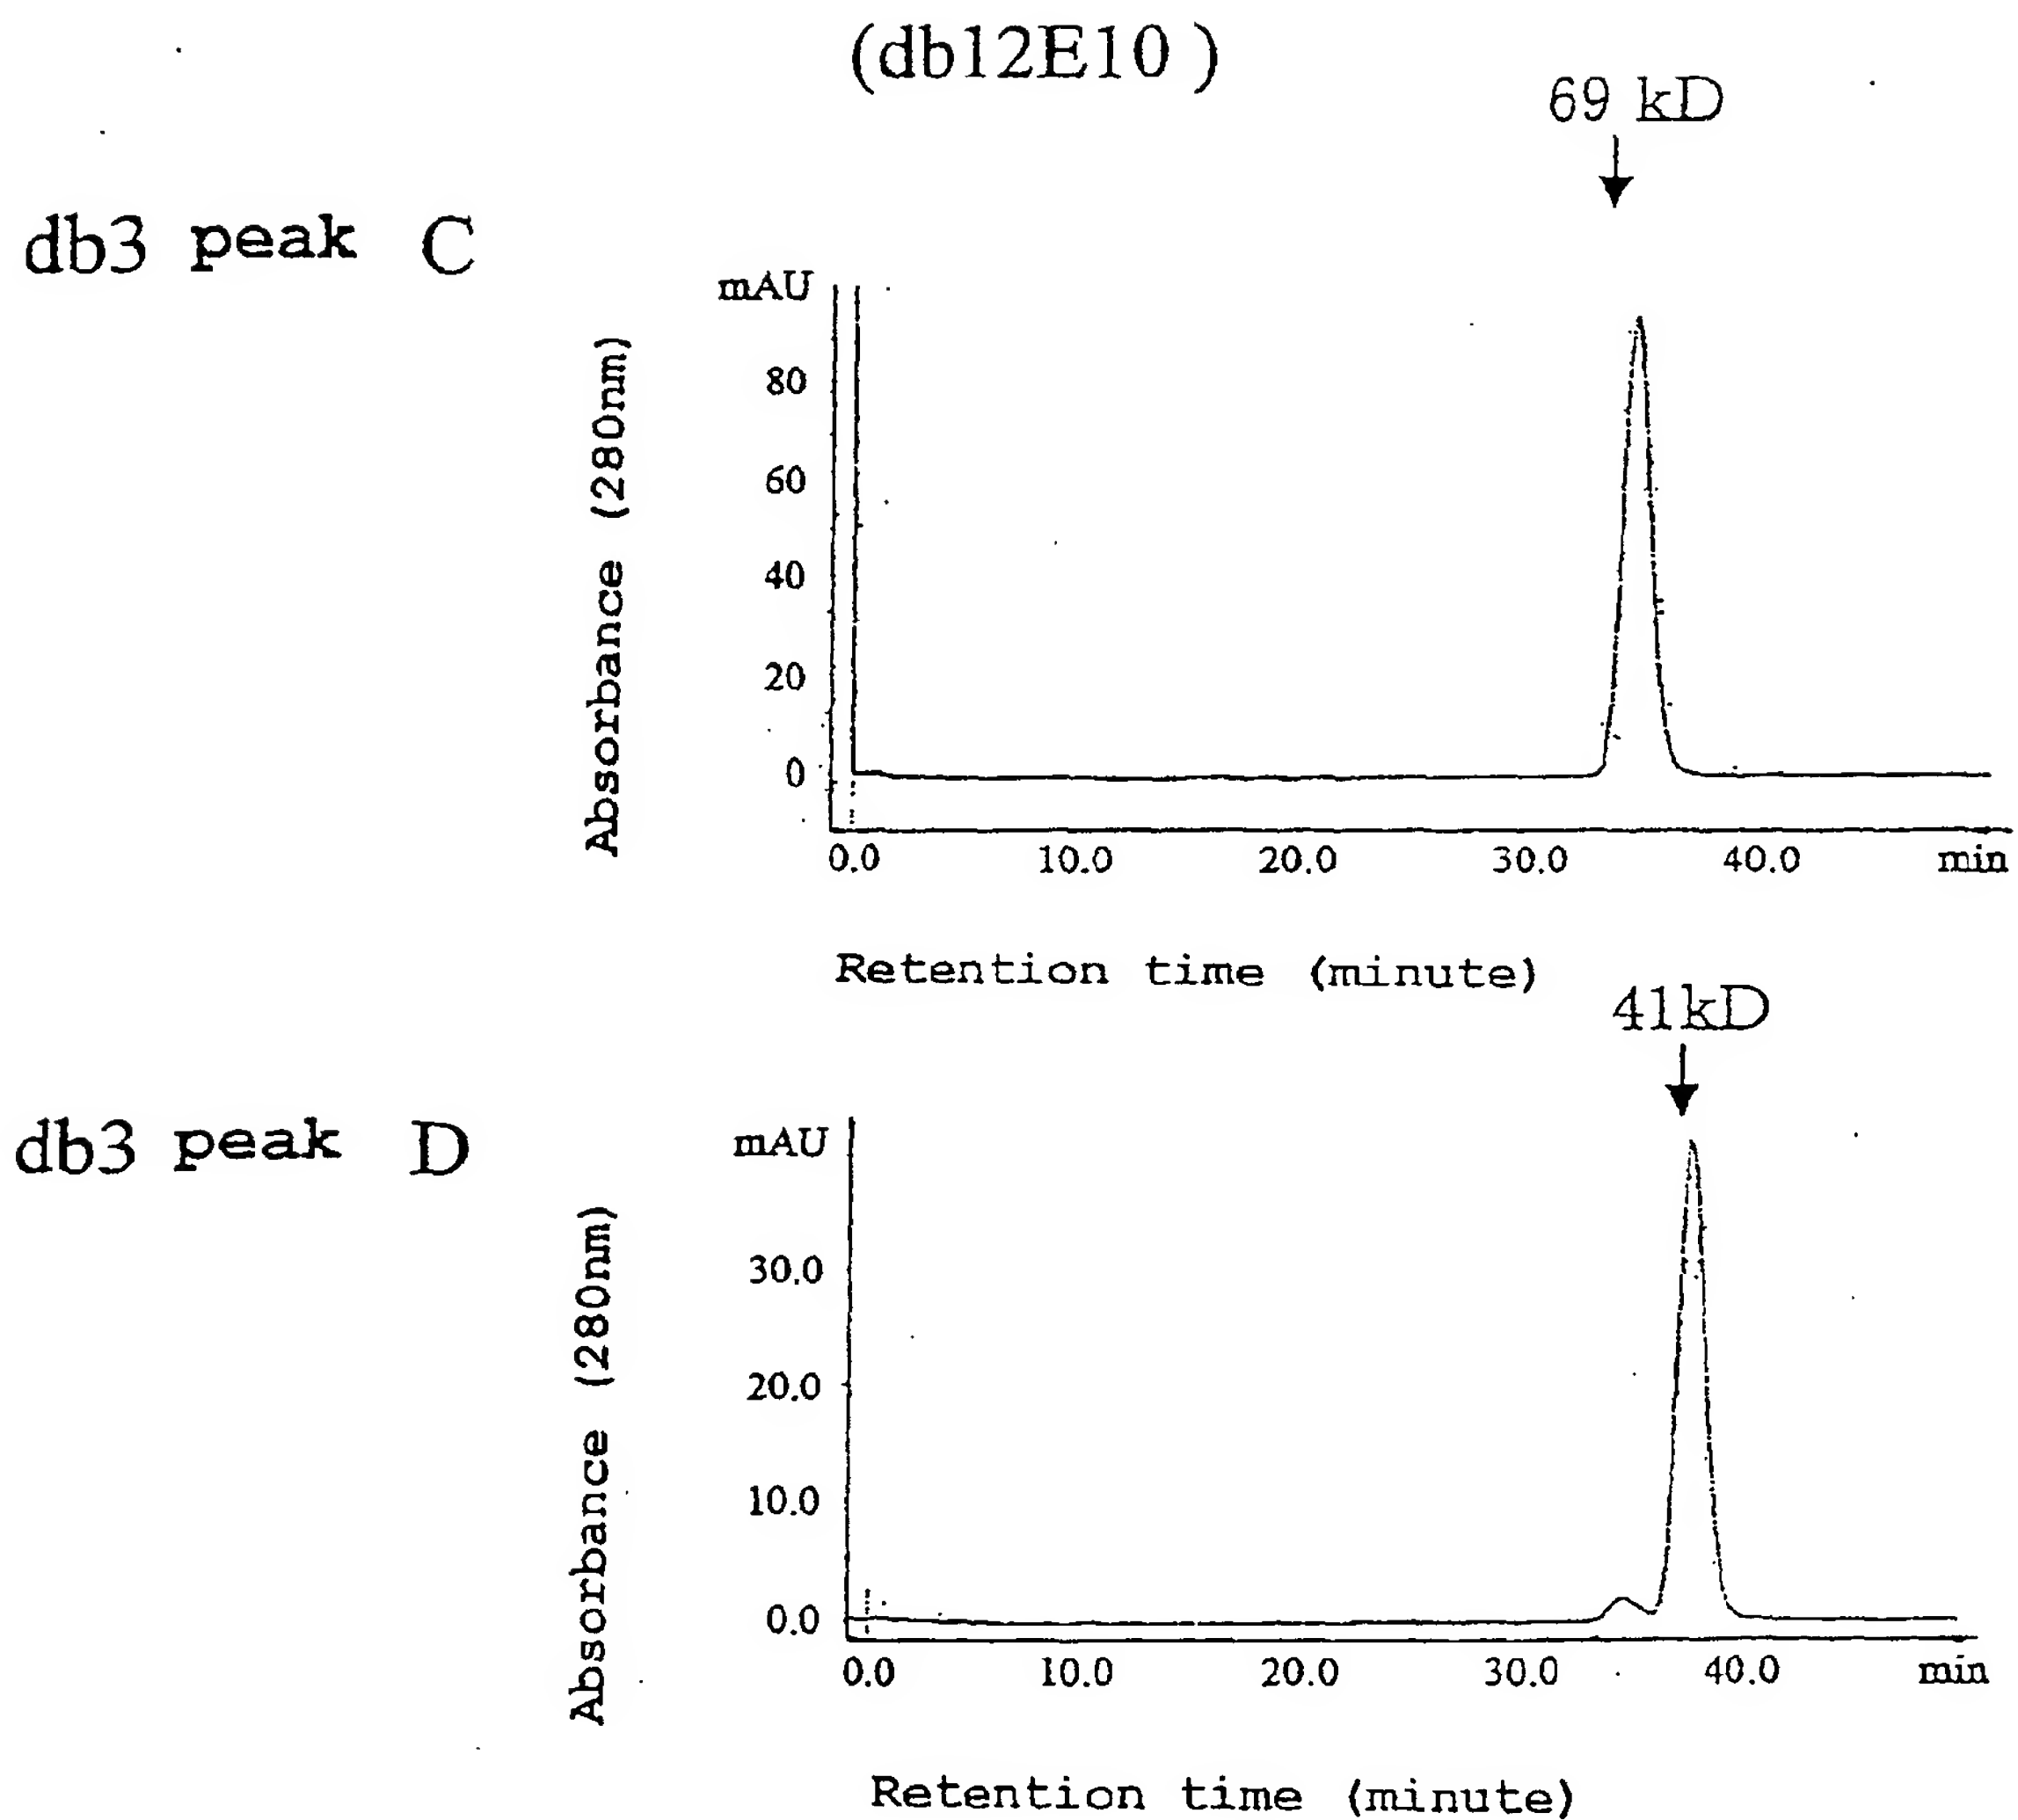 (db12E10 )
69 kD
db3 peak C
mAU
80
60
40
20
0
Absorbance (280nm)
0.0 10.0 20.0 30.0 40.0 min
Retention time (minute)
41kD
db3 peak D
mAU
30.0
20.0
10.0
0.0
Absorbance (280nm)
0.0 10.0 20.0 30.0 40.0 min
Retention time (minute)